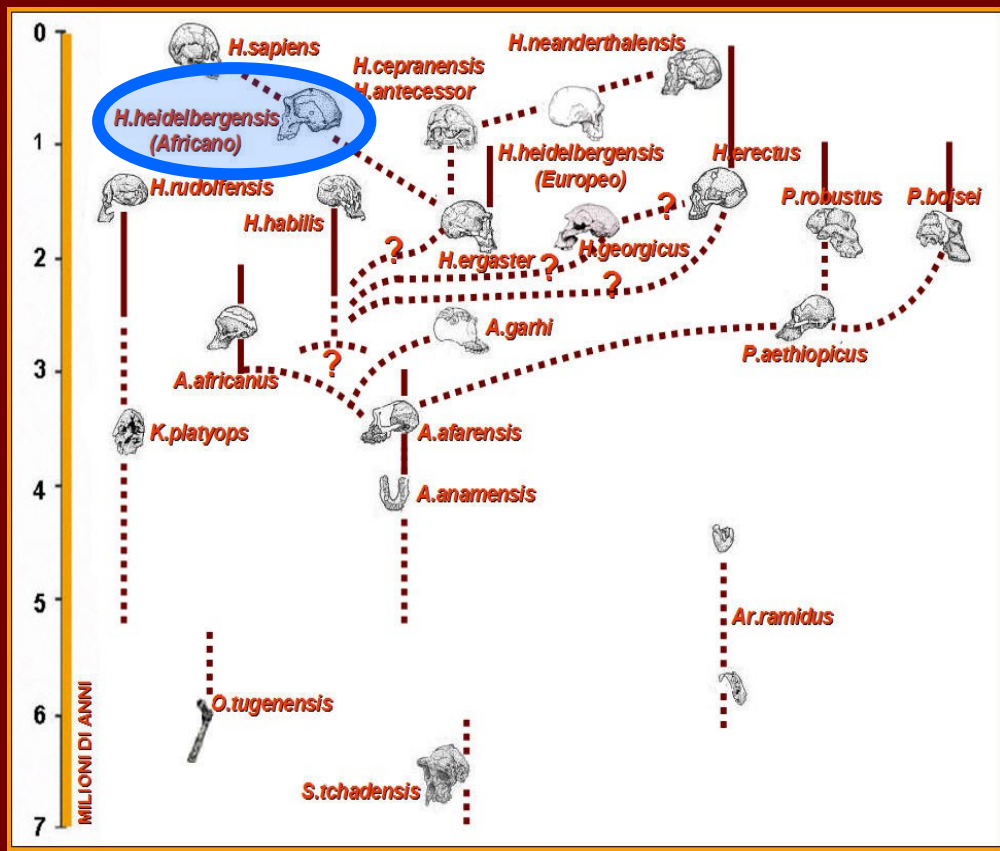 0
H.sapiens
H.neanderthalensis
H.cepranensis
H.antecessor
H.heidelbergensis
(Africano)
1
H.heidelbergensis
(Europeo)
H.erectus
H.rudolfensis
H.habilis
P.robustus
P.boisei
?
2
?
H.ergaster
?
H.georgicus
?
A.garhi
P.aethiopicus
?
3
A.africanus
K.platyops
A.afarensis
4
A.anamensis
5
Ar.ramidus
O.tugenensis
6
S.tchadensis
7
MILIONI DI ANNI